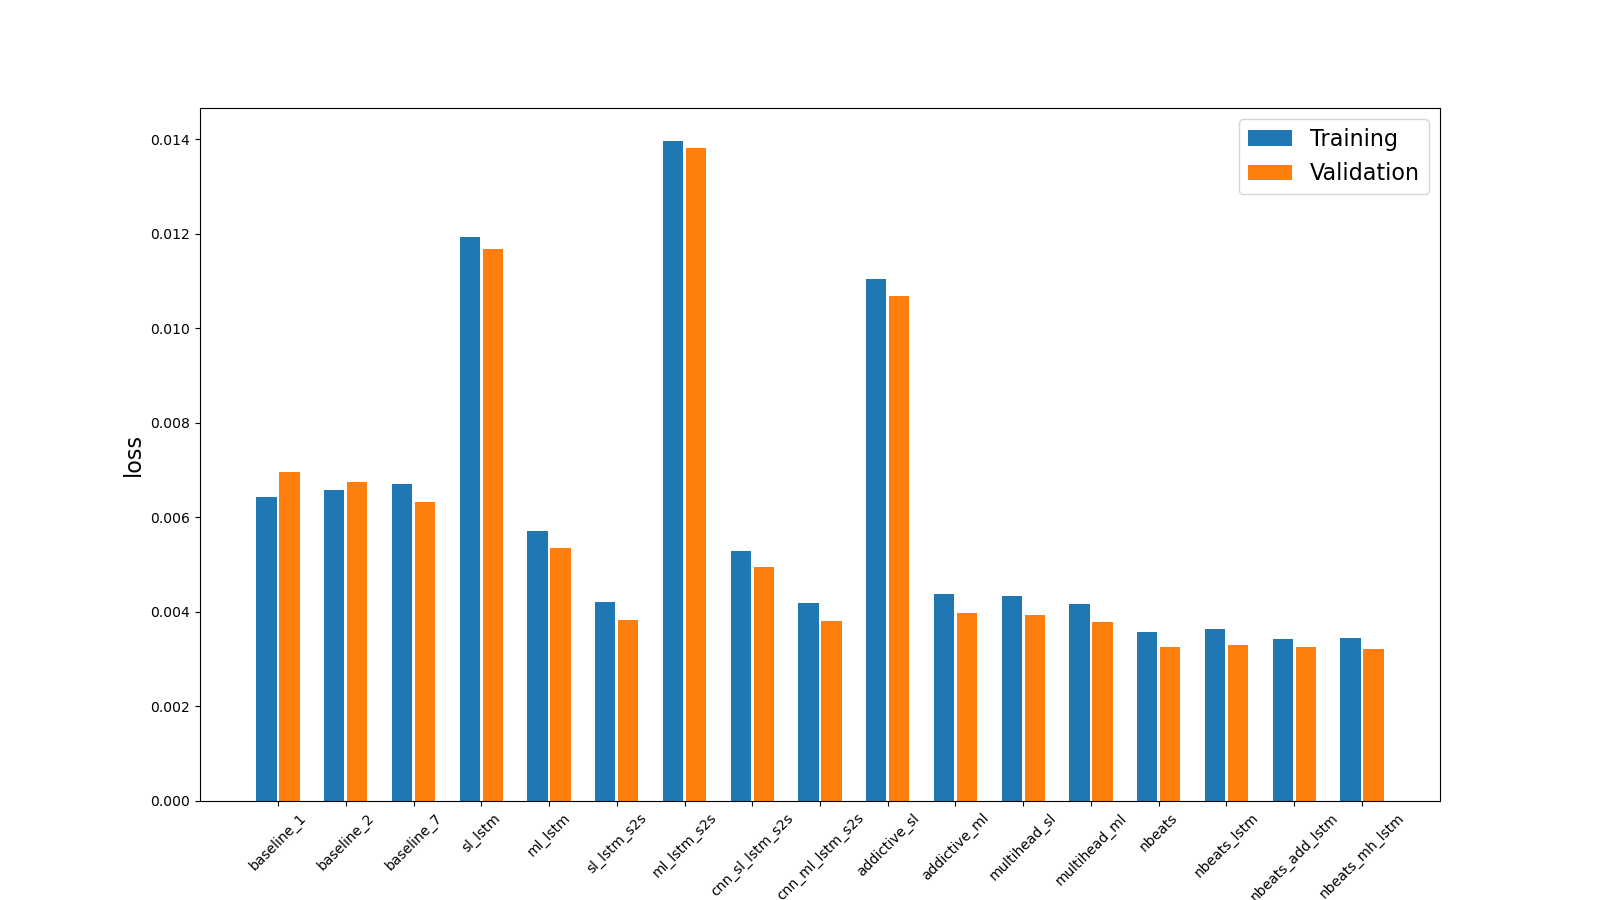 Training
Validation
0.014
0.012
0.010
0.008
0.006
0.004
0.002
0.000
loss
baseline_1
baseline_2
baseline_7
sl_lstm
ml_lstm
sl_lstm_s2s
ml_lstm_s2s
cnn_sl_lstm_s2s
cnn_ml_lstm_s2s
addictive_sl
addictive_ml
multihead_sl
multihead_ml
nbeats
nbeats_lstm
nbeats_add_lstm
nbeats_mh_lstm